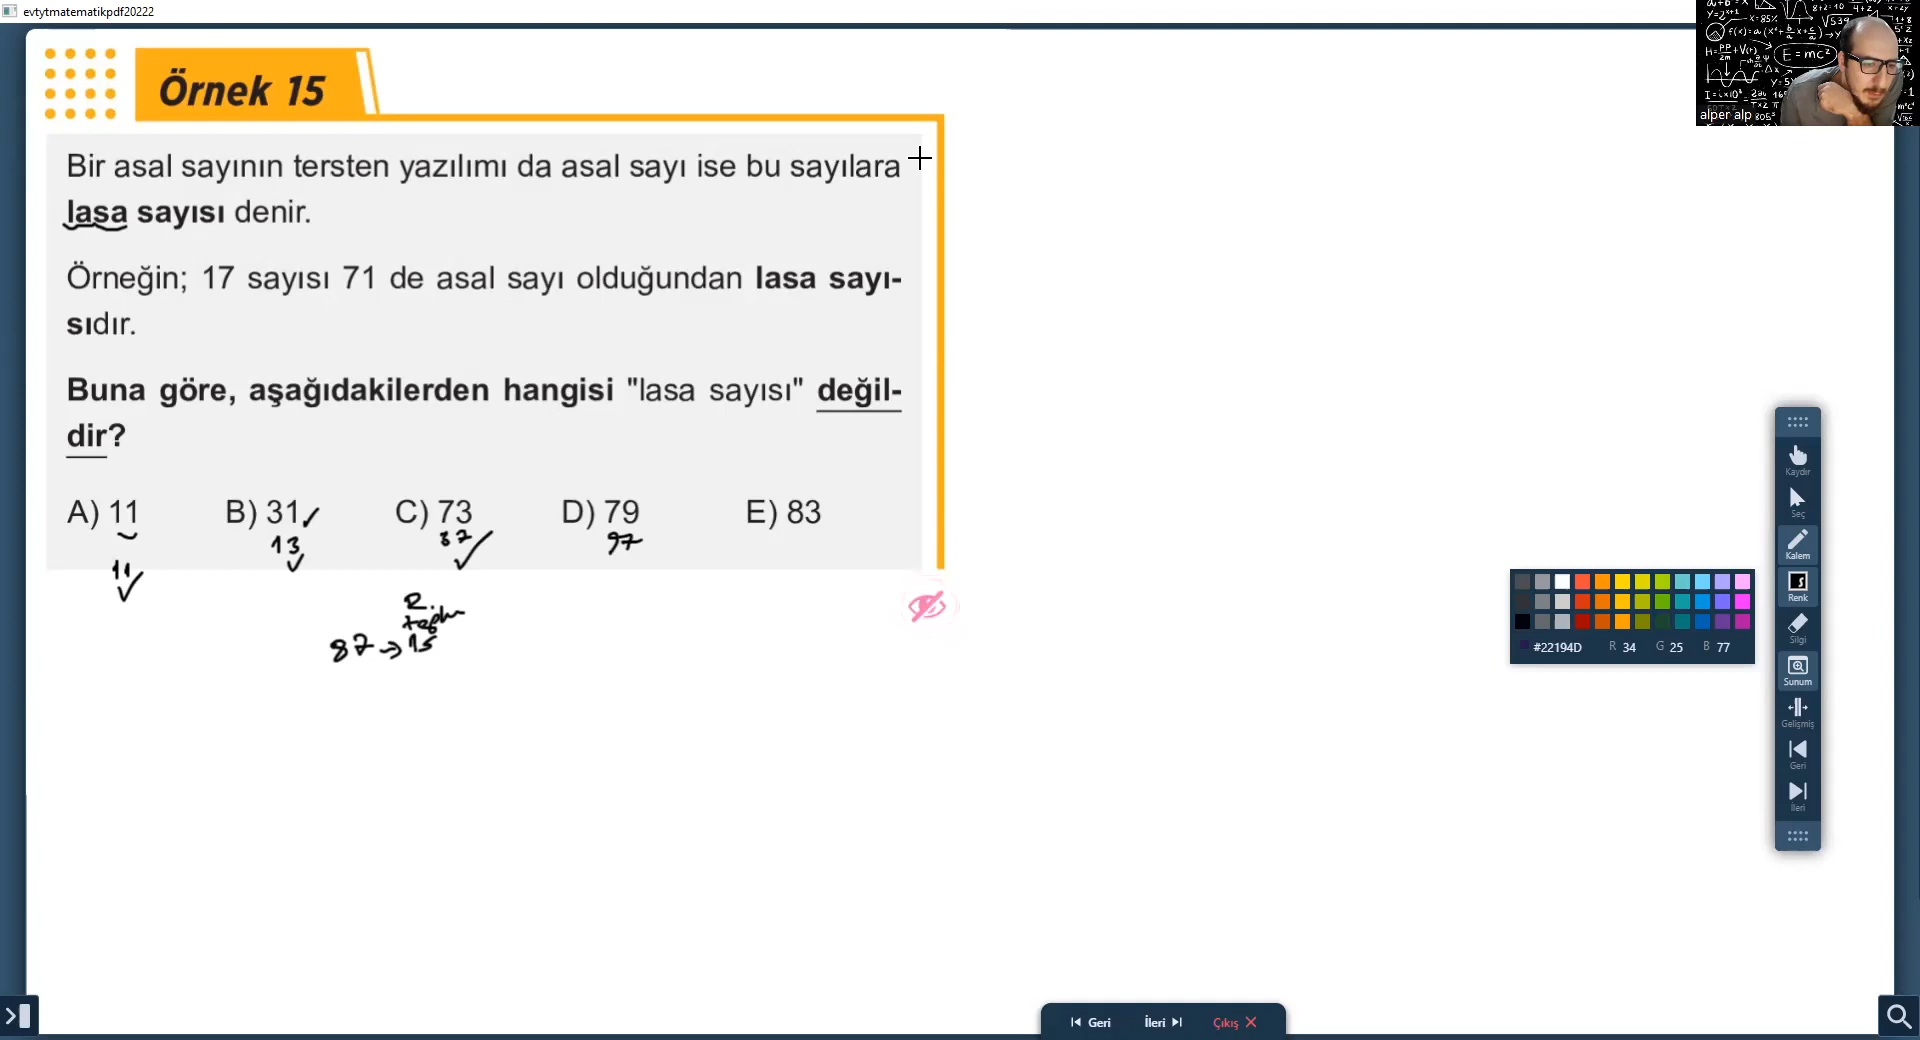 evtytmatematikpdf20222
Örnek 15
Bir asal sayının tersten yazılımı da asal sayı ise bu sayılara
lasa sayısı denir.
Örneğin; 17 sayısı 71 de asal sayı olduğundan lasa sayı-
sıdır.
Buna göre, aşağıdakilerden hangisi "lasa sayısı" değil-
dir?
A) 11 B) 31 C) 73 D) 79 E) 83
11 13 37 97
R.
87 → 15
alper alp
E = mc²
Kaydır
Seç
Kalem
Renk
Silgi
Sunum
Gelişmiş
Geri
İleri
#22194D R 34 G 25 B 77
Geri İleri Çıkış